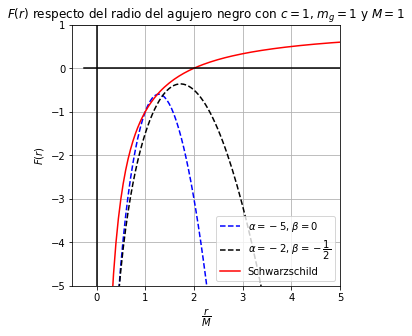 F(r) respecto del radio del agujero negro con c = 1, m_g = 1 y M = 1
1
0
−1
−2
−3
−4
−5
F(r)
0 1 2 3 4 5
r/M
α = −5, β = 0
α = −2, β = −1/2
Schwarzschild